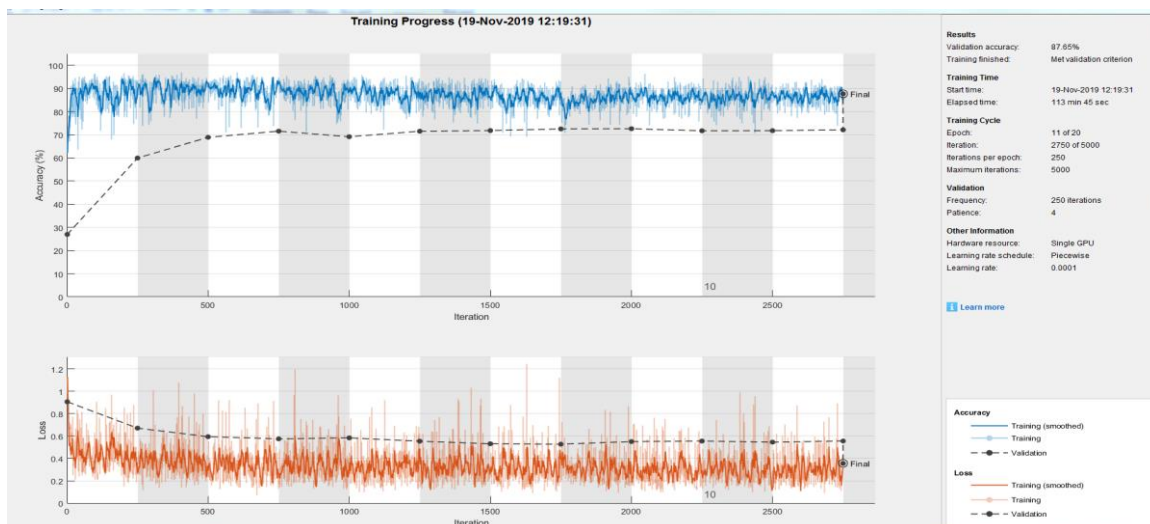 Training Progress (19-Nov-2019 12:19:31)
Accuracy (%)
100
90
80
70
60
50
40
30
20
10
0
Final
10
0 500 1000 1500 2000 2500
Iteration
Loss
1.2
1
0.8
0.6
0.4
0.2
0
Final
10
0 500 1000 1500 2000 2500
Iteration
Results
Validation accuracy: 87.65%
Training finished: Met validation criterion
Training Time
Start time: 19-Nov-2019 12:19:31
Elapsed time: 113 min 45 sec
Training Cycle
Epoch: 11 of 20
Iteration: 2750 of 5000
Iterations per epoch: 250
Maximum iterations: 5000
Validation
Frequency: 250 iterations
Patience: 4
Other Information
Hardware resource: Single GPU
Learning rate schedule: Piecewise
Learning rate: 0.0001
i Learn more
Accuracy
Training (smoothed)
Training
Validation
Loss
Training (smoothed)
Training
Validation